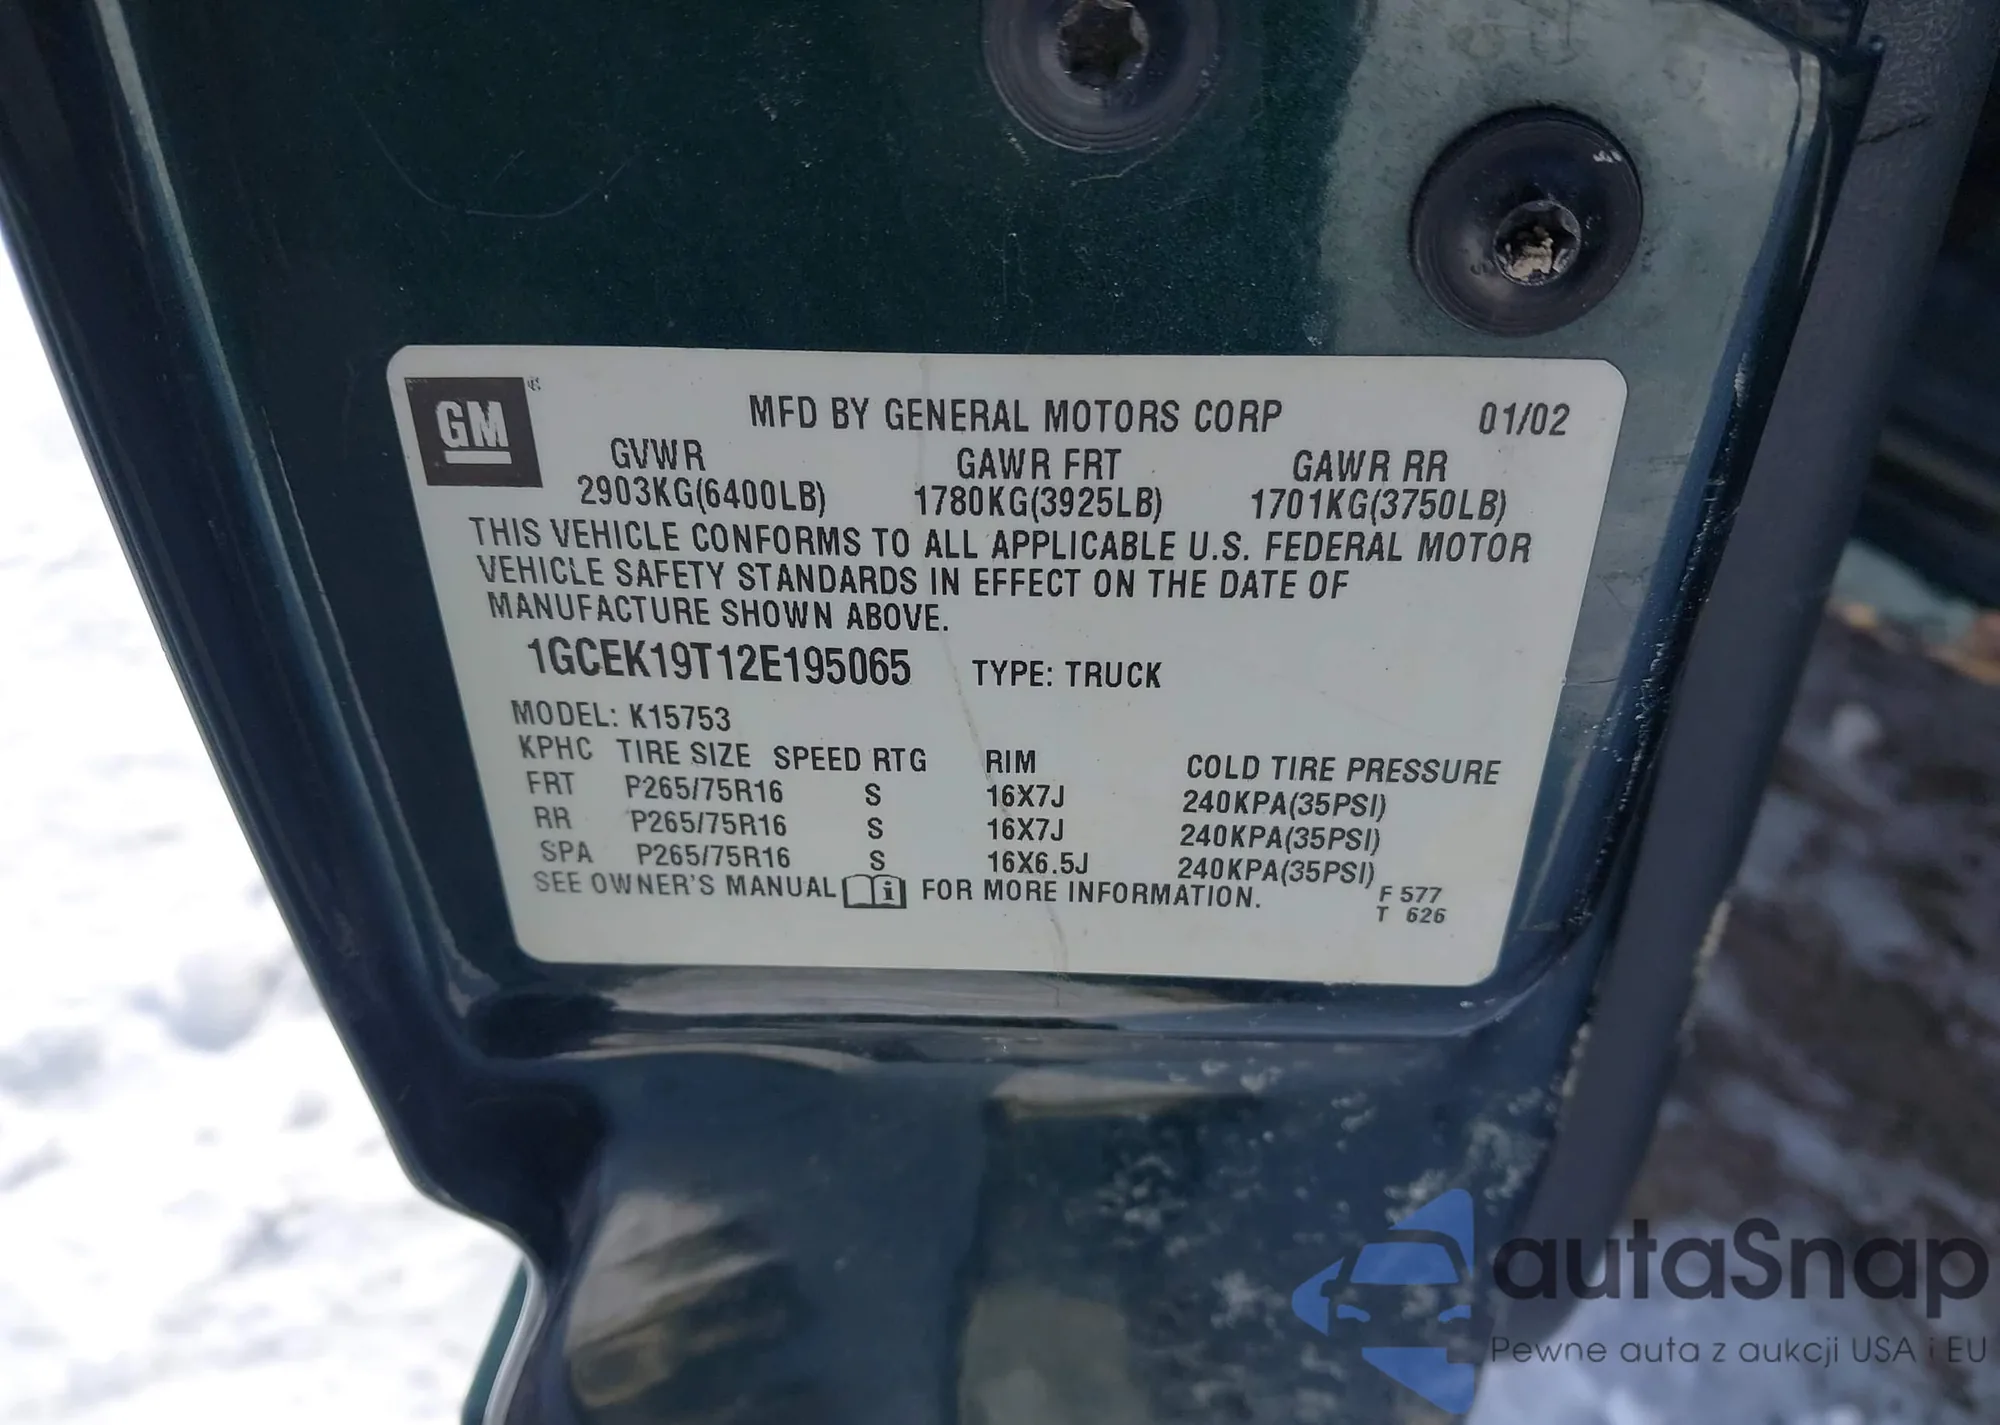 GM
MFD BY GENERAL MOTORS CORP 01/02
GVWR GAWR FRT GAWR RR
2903KG(6400LB) 1780KG(3925LB) 1701KG(3750LB)
THIS VEHICLE CONFORMS TO ALL APPLICABLE U.S. FEDERAL MOTOR
VEHICLE SAFETY STANDARDS IN EFFECT ON THE DATE OF
MANUFACTURE SHOWN ABOVE.
1GCEK19T12E195065 TYPE: TRUCK
MODEL: K15753
KPHC TIRE SIZE SPEED RTG RIM COLD TIRE PRESSURE
FRT P265/75R16 S 16X7J 240KPA(35PSI)
RR P265/75R16 S 16X7J 240KPA(35PSI)
SPA P265/75R16 S 16X6.5J 240KPA(35PSI)
SEE OWNER'S MANUAL i FOR MORE INFORMATION.
F 577
T 626
autaSnap
Pewne auta z aukcji USA i EU